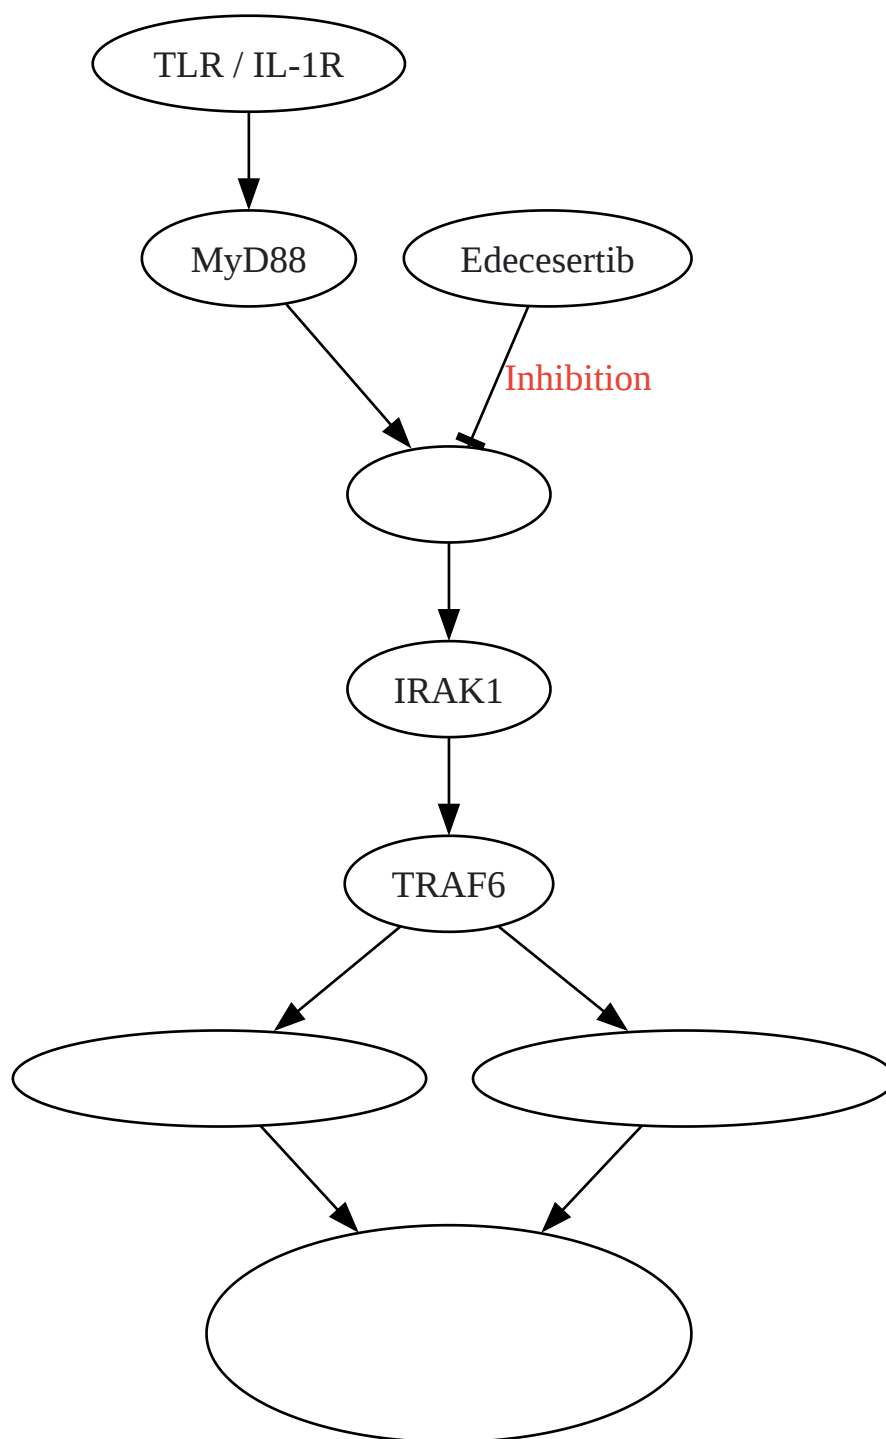 TLR / IL-1R
MyD88
Edecesertib
Inhibition
IRAK1
TRAF6